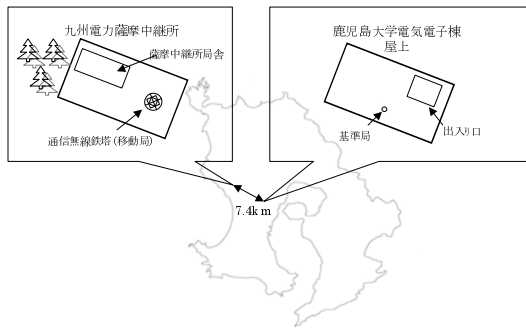 九州電力薩摩中継所
薩摩中継所局舎
通信無線鉄塔(移動局)
鹿児島大学電気電子棟
屋上
基準局
出入り口
7.4km